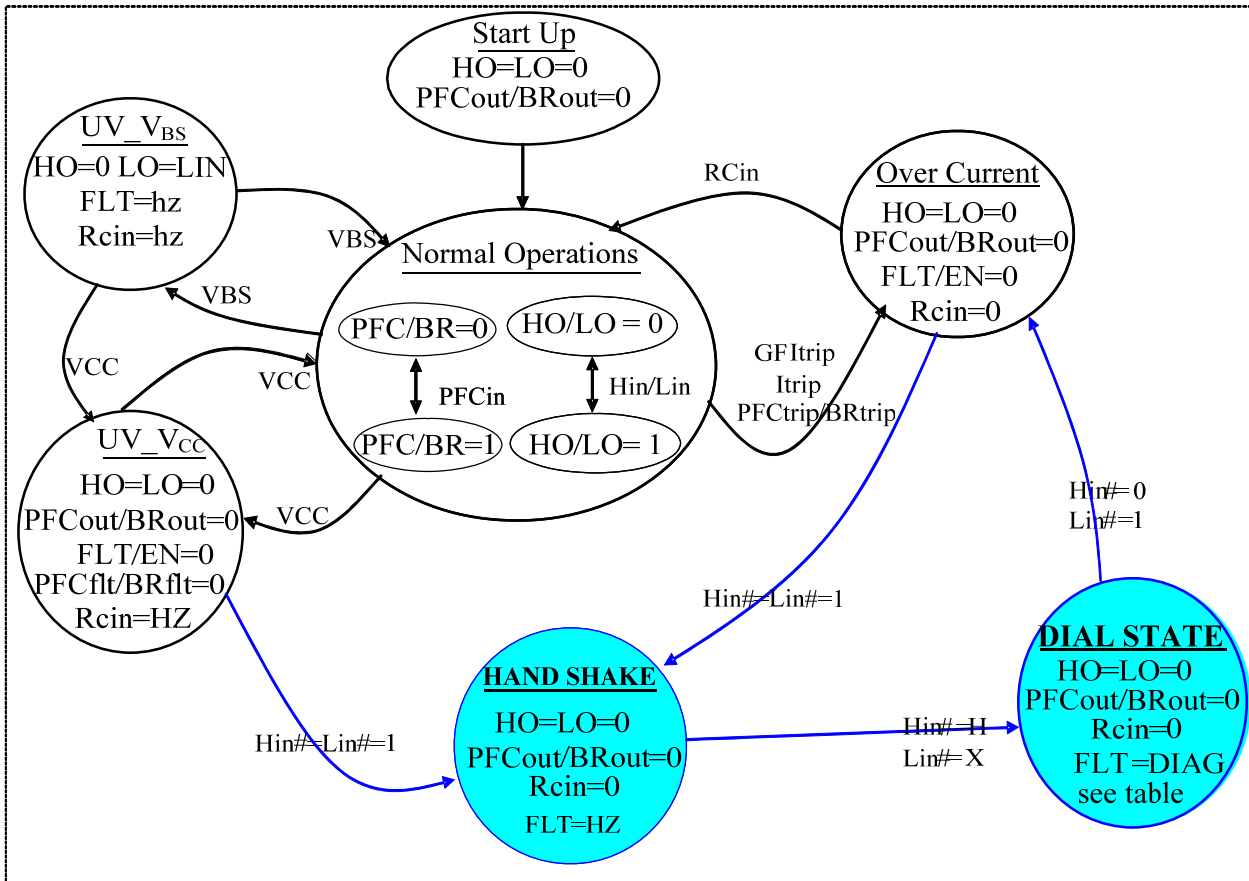 Start Up
HO=LO=0
PFCout/BRout=0
UV_VBS
HO=0 LO=LIN
FLT=hz
Rcin=hz
VBS
VBS
VCC
VCC
RCin
Over Current
HO=LO=0
PFCout/BRout=0
FLT/EN=0
Rcin=0
Normal Operations
PFC/BR=0
HO/LO = 0
PFCin
Hin/Lin
PFC/BR=1
HO/LO= 1
GFItrip
Itrip
PFCtrip/BRtrip
UV_VCC
HO=LO=0
PFCout/BRout=0
FLT/EN=0
PFCflt/BRflt=0
Rcin=HZ
VCC
Hin#=0
Lin#=1
Hin#=Lin#=1
Hin#=Lin#=1
HAND SHAKE
HO=LO=0
PFCout/BRout=0
Rcin=0
FLT=HZ
Hin#=H
Lin#=X
DIAL STATE
HO=LO=0
PFCout/BRout=0
Rcin=0
FLT=DIAG
see table